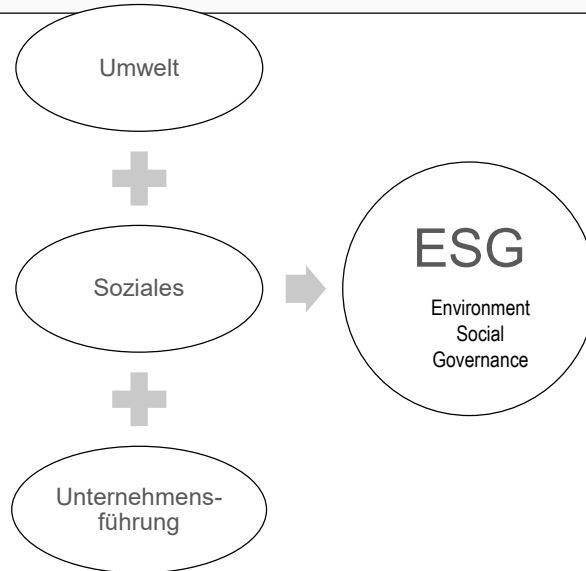 Umwelt
Soziales
Unternehmens-
führung
ESG
Environment
Social
Governance